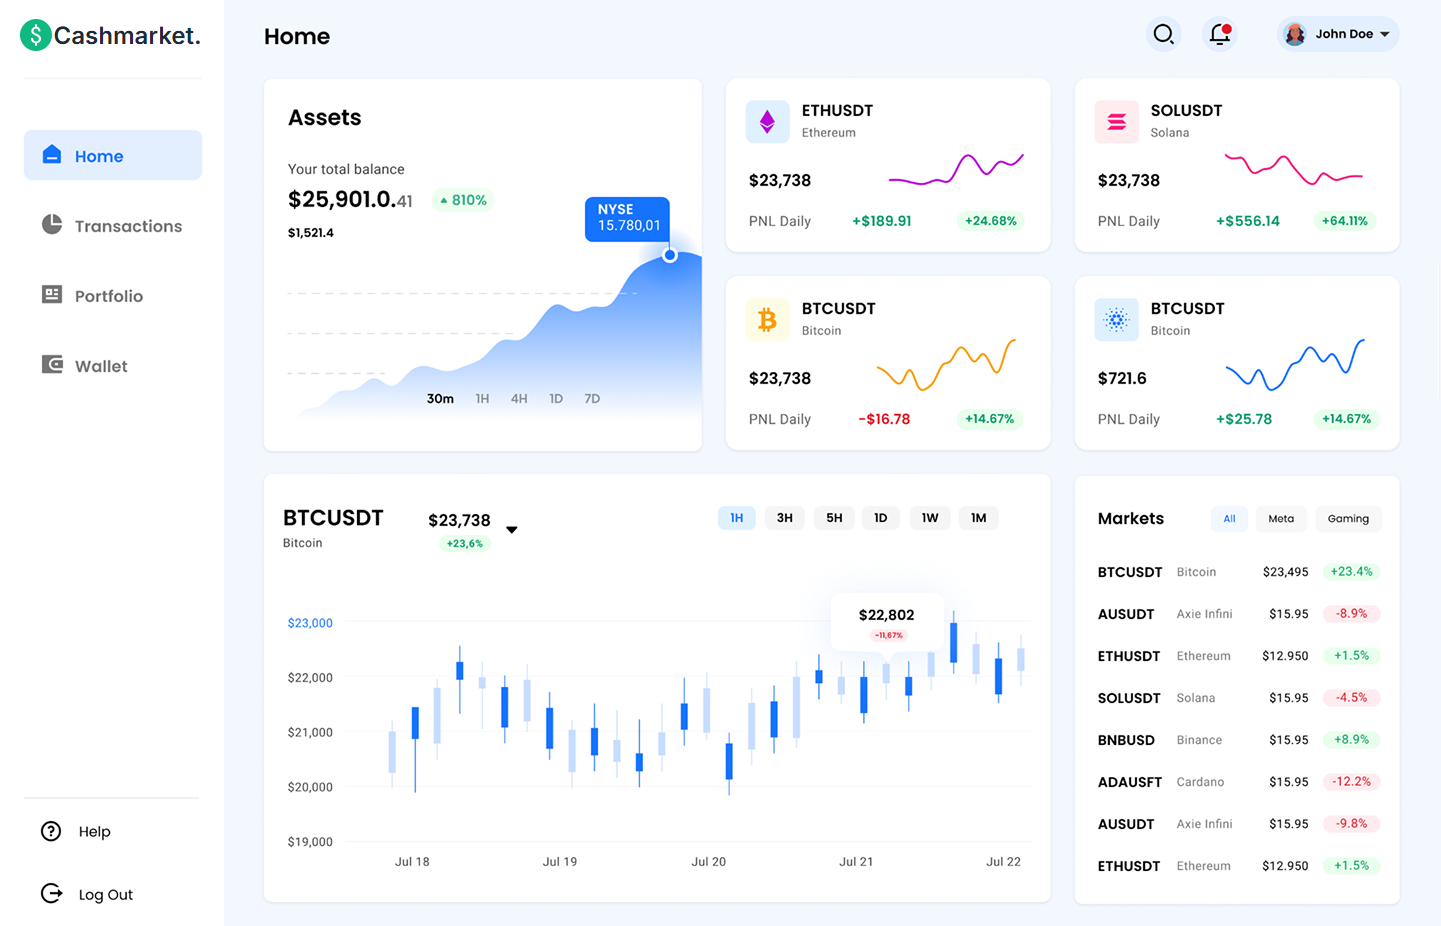 $ Cashmarket.
Home
Transactions
Portfolio
Wallet
Help
Log Out
Home
John Doe
Assets
Your total balance
$25,901.0.41 810%
$1,521.4
NYSE
15.780,01
30m 1H 4H 1D 7D
ETHUSDT
Ethereum
$23,738
PNL Daily +$189.91 +24.68%
SOLUSDT
Solana
$23,738
PNL Daily +$556.14 +64.11%
BTCUSDT
Bitcoin
$23,738
PNL Daily -$16.78 +14.67%
BTCUSDT
Bitcoin
$721.6
PNL Daily +$25.78 +14.67%
BTCUSDT
Bitcoin
$23,738
+23,6%
1H 3H 5H 1D 1W 1M
$22,802
-11,67%
$23,000
$22,000
$21,000
$20,000
$19,000
Jul 18 Jul 19 Jul 20 Jul 21 Jul 22
Markets All Meta Gaming
BTCUSDT Bitcoin $23,495 +23.4%
AUSUDT Axie Infini $15.95 -8.9%
ETHUSDT Ethereum $12.950 +1.5%
SOLUSDT Solana $15.95 -4.5%
BNBUSD Binance $15.95 +8.9%
ADAUSFT Cardano $15.95 -12.2%
AUSUDT Axie Infini $15.95 -9.8%
ETHUSDT Ethereum $12.950 +1.5%